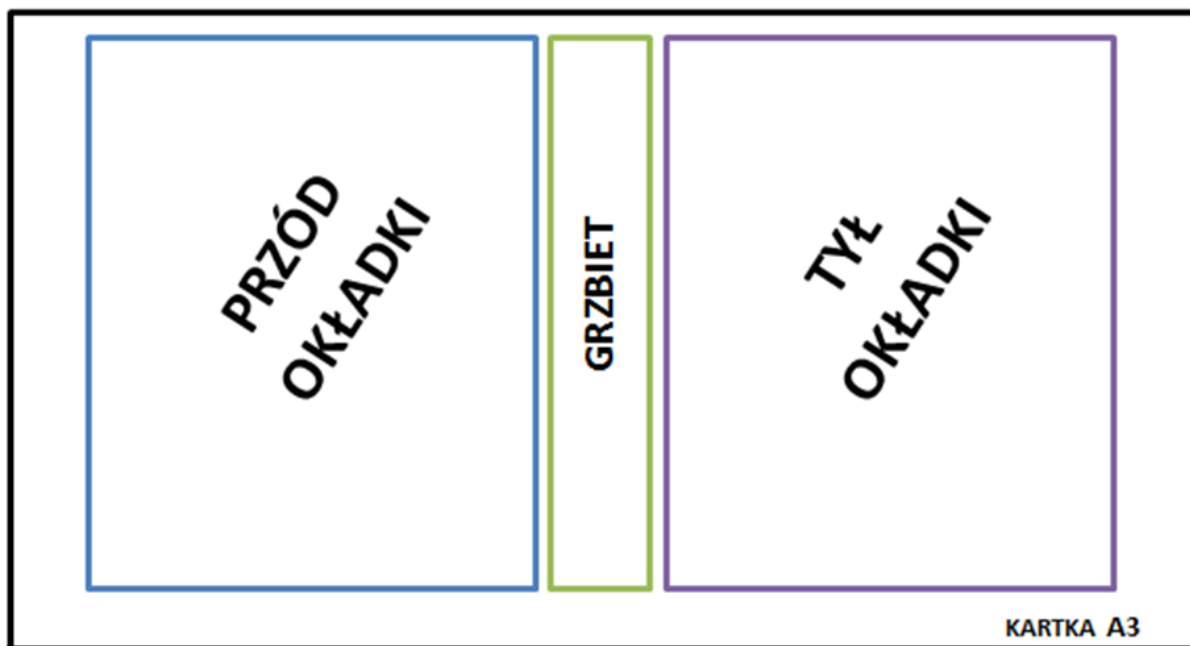 PRZÓD
OKŁADKI
GRZBIET
TYŁ
OKŁADKI
KARTKA A3